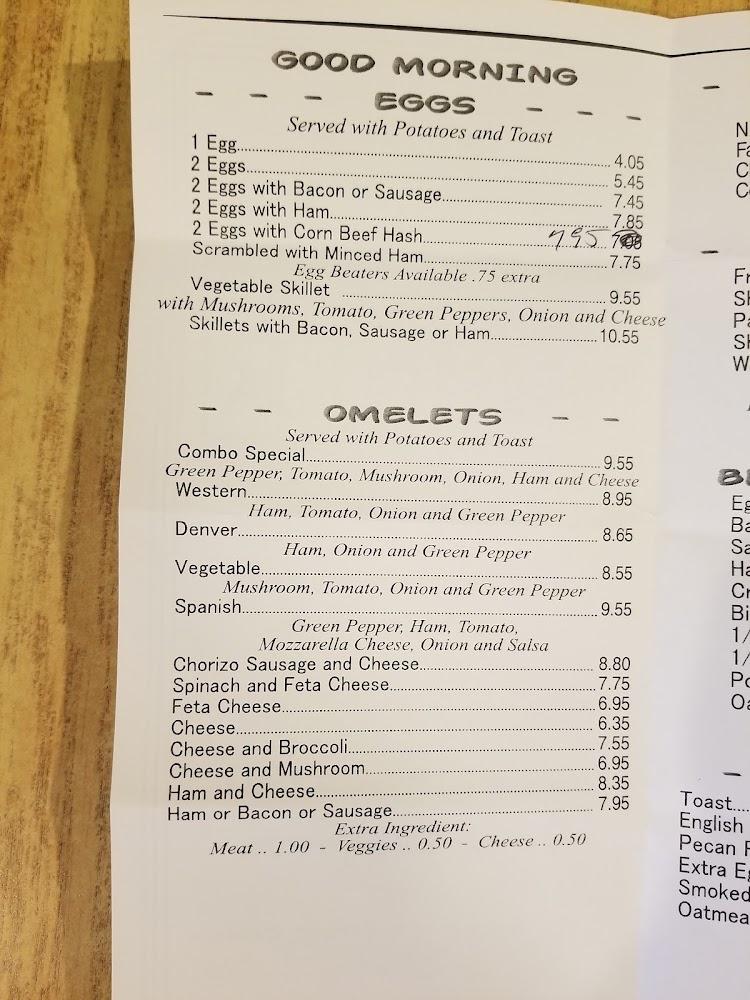 GOOD MORNING
- - - EGGS - - -
Served with Potatoes and Toast
1 Egg 4.05
2 Eggs 5.45
2 Eggs with Bacon or Sausage 7.45
2 Eggs with Ham 7.85
2 Eggs with Corn Beef Hash 7.95
Scrambled with Minced Ham 7.75
Egg Beaters Available .75 extra
Vegetable Skillet 9.55
with Mushrooms, Tomato, Green Peppers, Onion and Cheese
Skillets with Bacon, Sausage or Ham 10.55
- - OMELETS - -
Served with Potatoes and Toast
Combo Special 9.55
Green Pepper, Tomato, Mushroom, Onion, Ham and Cheese
Western 8.95
Ham, Tomato, Onion and Green Pepper
Denver 8.65
Ham, Onion and Green Pepper
Vegetable 8.55
Mushroom, Tomato, Onion and Green Pepper
Spanish 9.55
Green Pepper, Ham, Tomato,
Mozzarella Cheese, Onion and Salsa
Chorizo Sausage and Cheese 8.80
Spinach and Feta Cheese 7.75
Feta Cheese 6.95
Cheese 6.35
Cheese and Broccoli 7.55
Cheese and Mushroom 6.95
Ham and Cheese 8.35
Ham or Bacon or Sausage 7.95
Extra Ingredient:
Meat .. 1.00 - Veggies .. 0.50 - Cheese .. 0.50
Toast....
English
Pecan
Extra
Smoked